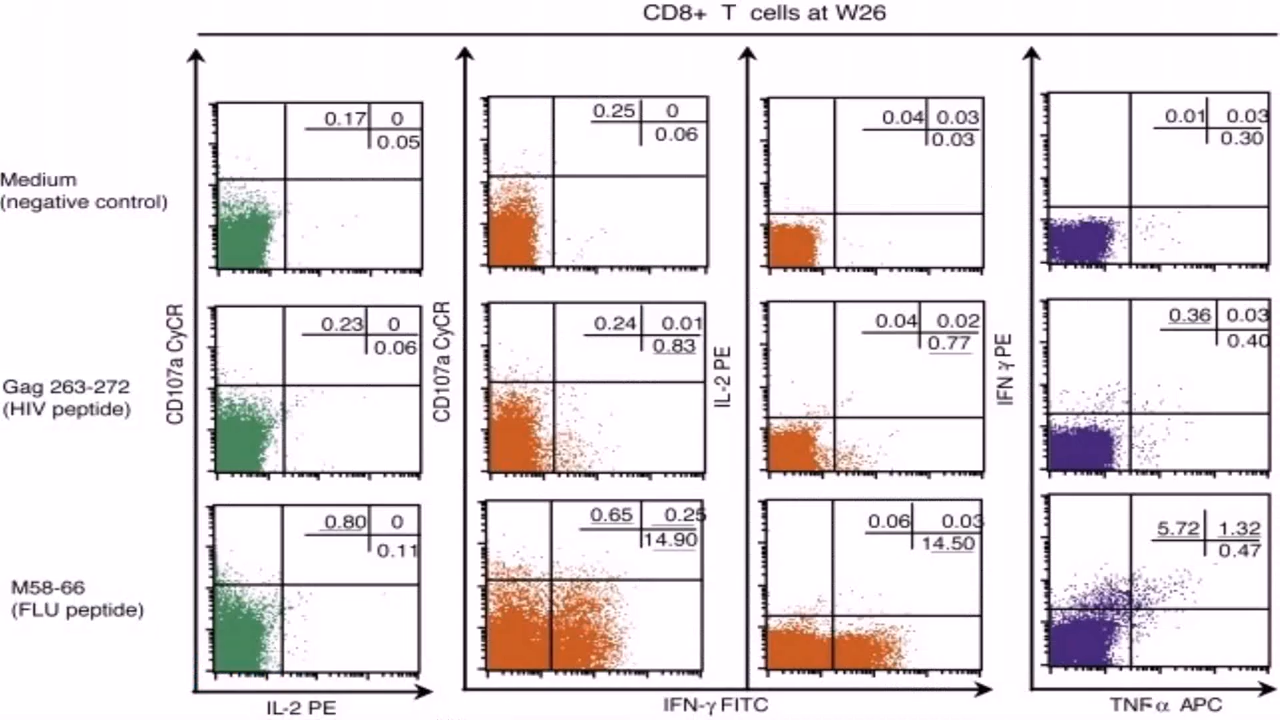 CD8+ T cells at W26
Medium
(negative control)
0.17 0
0.05
0.25 0
0.06
0.04 0.03
0.03
0.01 0.03
0.30
Gag 263-272
(HIV peptide)
0.23 0
0.06
0.24 0.01
0.83
0.04 0.02
0.77
0.36 0.03
0.40
M58-66
(FLU peptide)
0.80 0
0.11
0.65 0.25
14.90
0.06 0.03
14.50
5.72 1.32
0.47
CD107a CyCR
CD107a CyCR
IL-2 PE
IFN γ PE
IL-2 PE
IFN-γ FITC
TNF α APC